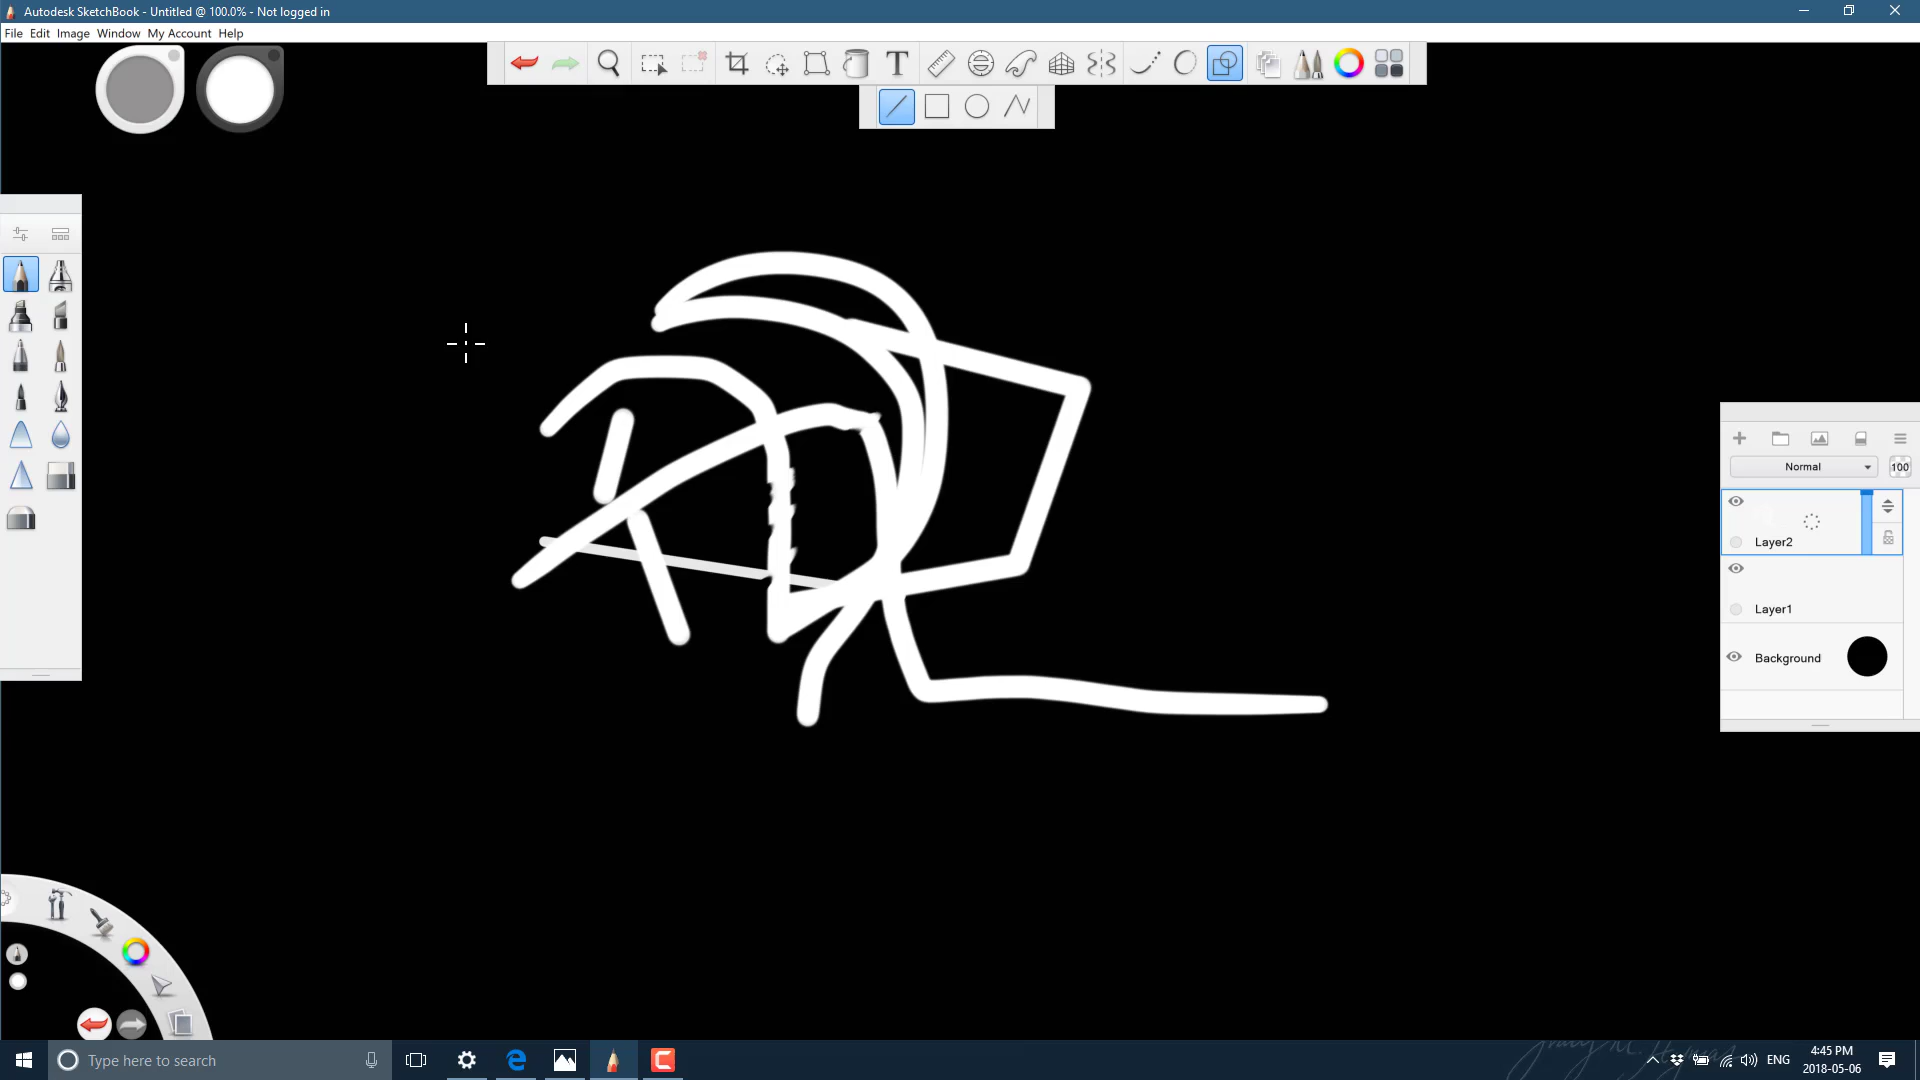 Autodesk SketchBook - Untitled @ 100.0% - Not logged in
File Edit Image Window My Account Help
T
Normal
100
Layer2
Layer1
Background
Type here to search
ENG
4:45 PM
2018-05-06